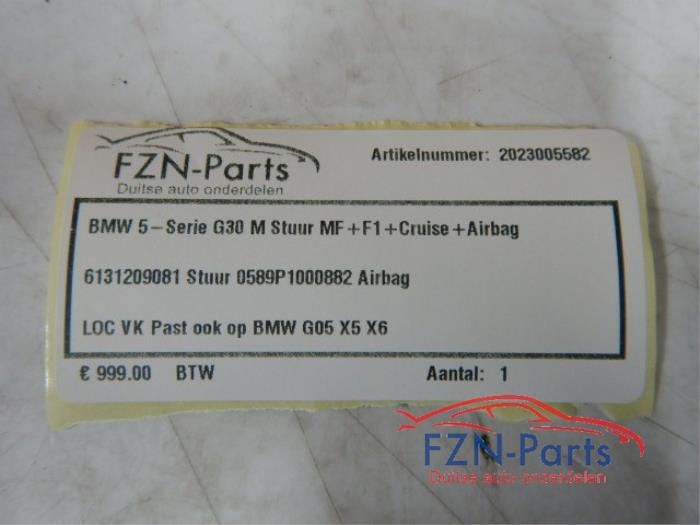 FZN-Parts
Duitse auto onderdelen
Artikelnummer: 2023005582
BMW 5-Serie G30 M Stuur MF+F1+Cruise+Airbag
6131209081 Stuur 0589P1000882 Airbag
LOC VK Past ook op BMW G05 X5 X6
€ 999.00 BTW Aantal: 1
FZN-Parts
Duitse auto onderdelen